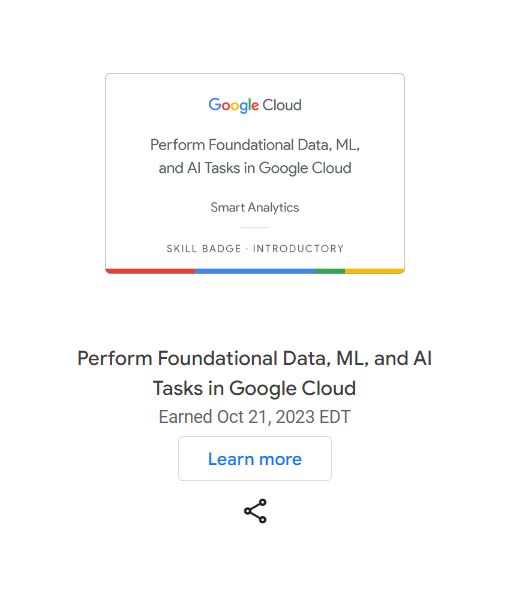 Google Cloud
Perform Foundational Data, ML,
and AI Tasks in Google Cloud
Smart Analytics
SKILL BADGE · INTRODUCTORY
Perform Foundational Data, ML, and AI
Tasks in Google Cloud
Earned Oct 21, 2023 EDT
Learn more